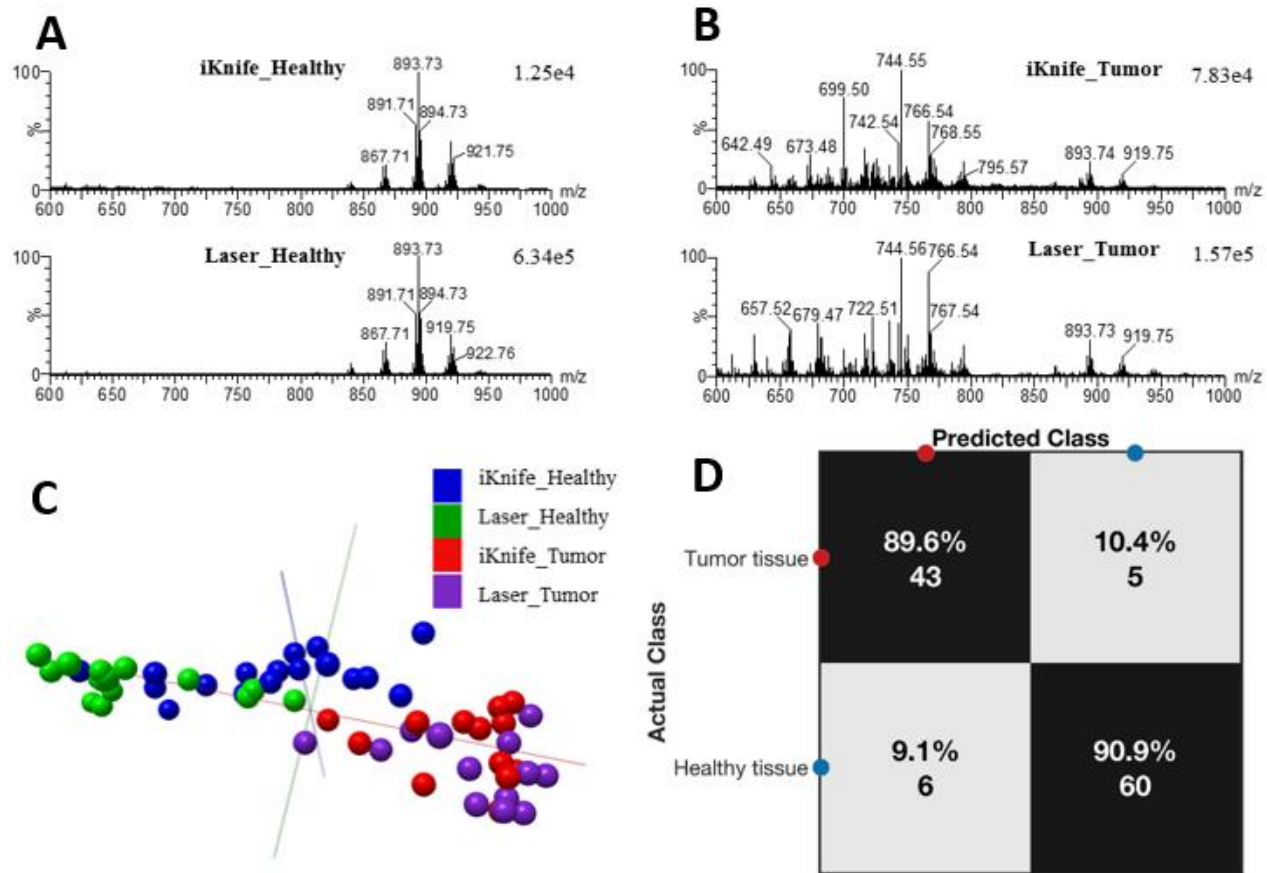 A
iKnife_Healthy
1.25e4
100
%
0
893.73
891.71
894.73
867.71
921.75
600 650 700 750 800 850 900 950 1000 m/z
Laser_Healthy
6.34e5
100
%
0
893.73
891.71
894.73
867.71
919.75
922.76
600 650 700 750 800 850 900 950 1000 m/z
B
iKnife_Tumor
7.83e4
100
%
0
744.55
699.50
742.54
766.54
768.55
642.49
673.48
795.57
893.74
919.75
600 650 700 750 800 850 900 950 1000 m/z
Laser_Tumor
1.57e5
100
%
0
744.56
766.54
657.52
679.47
722.51
767.54
893.73
919.75
600 650 700 750 800 850 900 950 1000 m/z
C
iKnife_Healthy
Laser_Healthy
iKnife_Tumor
Laser_Tumor
D
Predicted Class
Actual Class
Tumor tissue
89.6%
43
10.4%
5
Healthy tissue
9.1%
6
90.9%
60